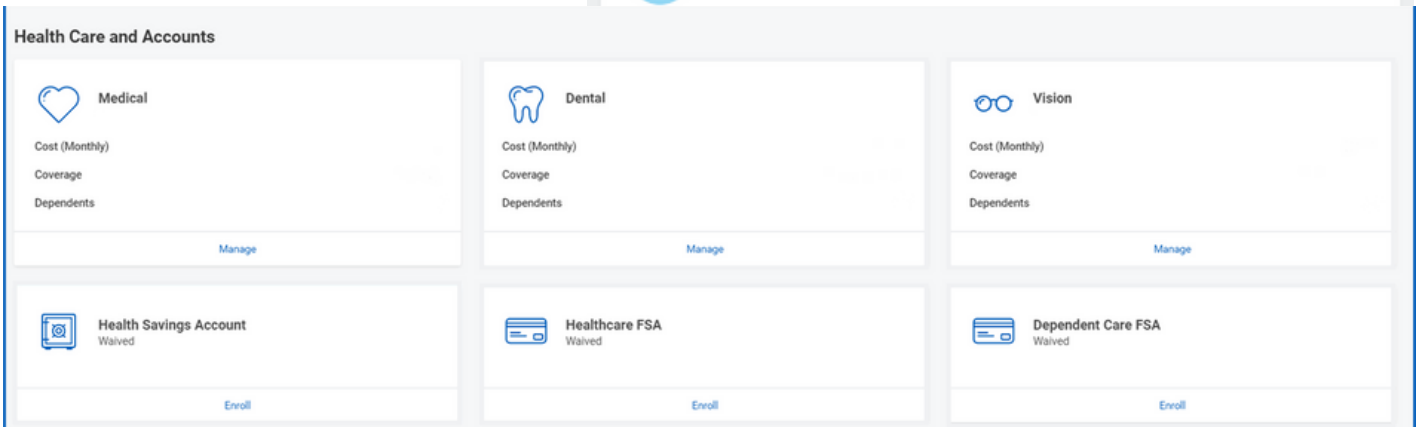 Health Care and Accounts
Medical
Cost (Monthly)
Coverage
Dependents
Manage
Dental
Cost (Monthly)
Coverage
Dependents
Manage
Vision
Cost (Monthly)
Coverage
Dependents
Manage
Health Savings Account
Waived
Enroll
Healthcare FSA
Waived
Enroll
Dependent Care FSA
Waived
Enroll